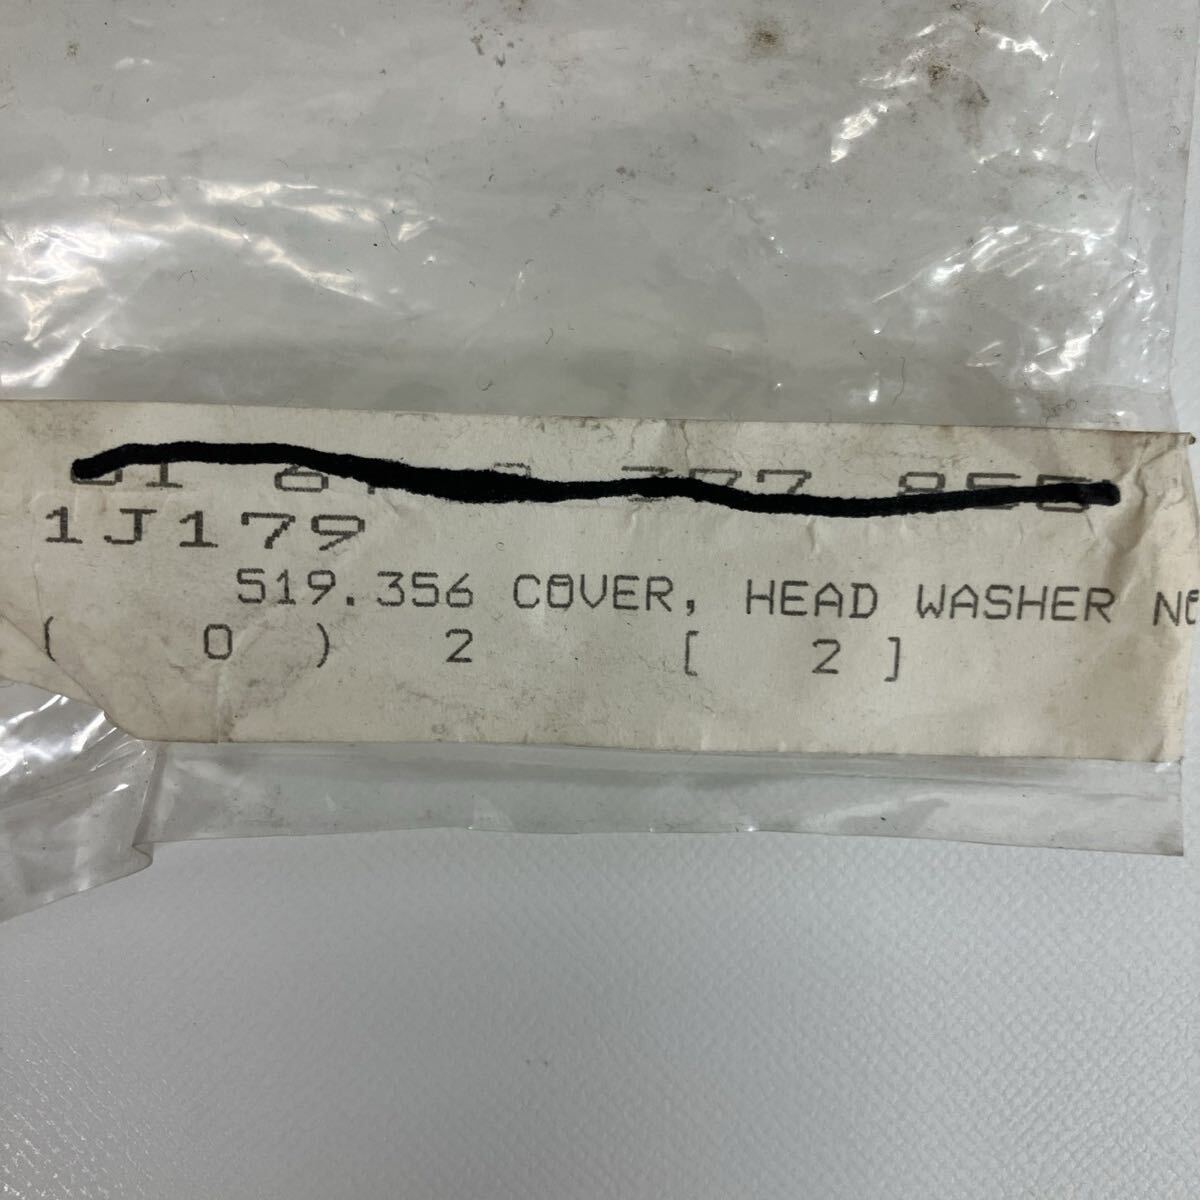 1J179
519.356 COVER, HEAD WASHER
( 0 ) 2 [ 2 ]